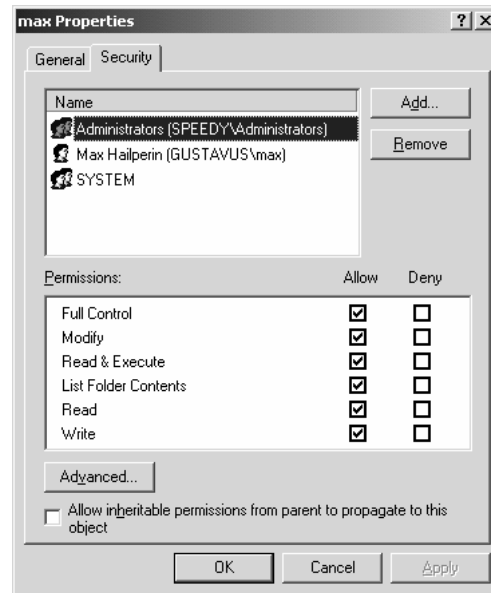 max Properties
General Security
Name
Add...
Administrators (SPEEDY\Administrators)
Max Hailperin (GUSTAVUS\max)
Remove
SYSTEM
Permissions: Allow Deny
Full Control
Modify
Read & Execute
List Folder Contents
Read
Write
Advanced...
Allow inheritable permissions from parent to propagate to this
object
OK Cancel Apply